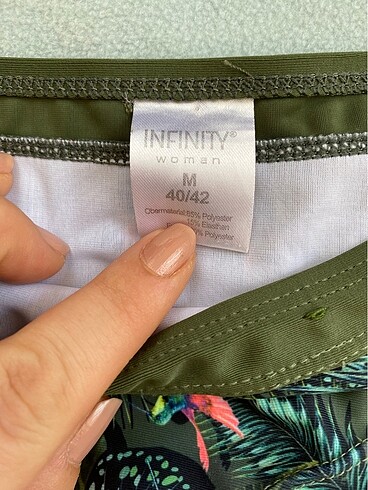 INFINITY®
woman
M
40/42
Obermaterial: 85% Polyester
15% Elasthan
% Polyester